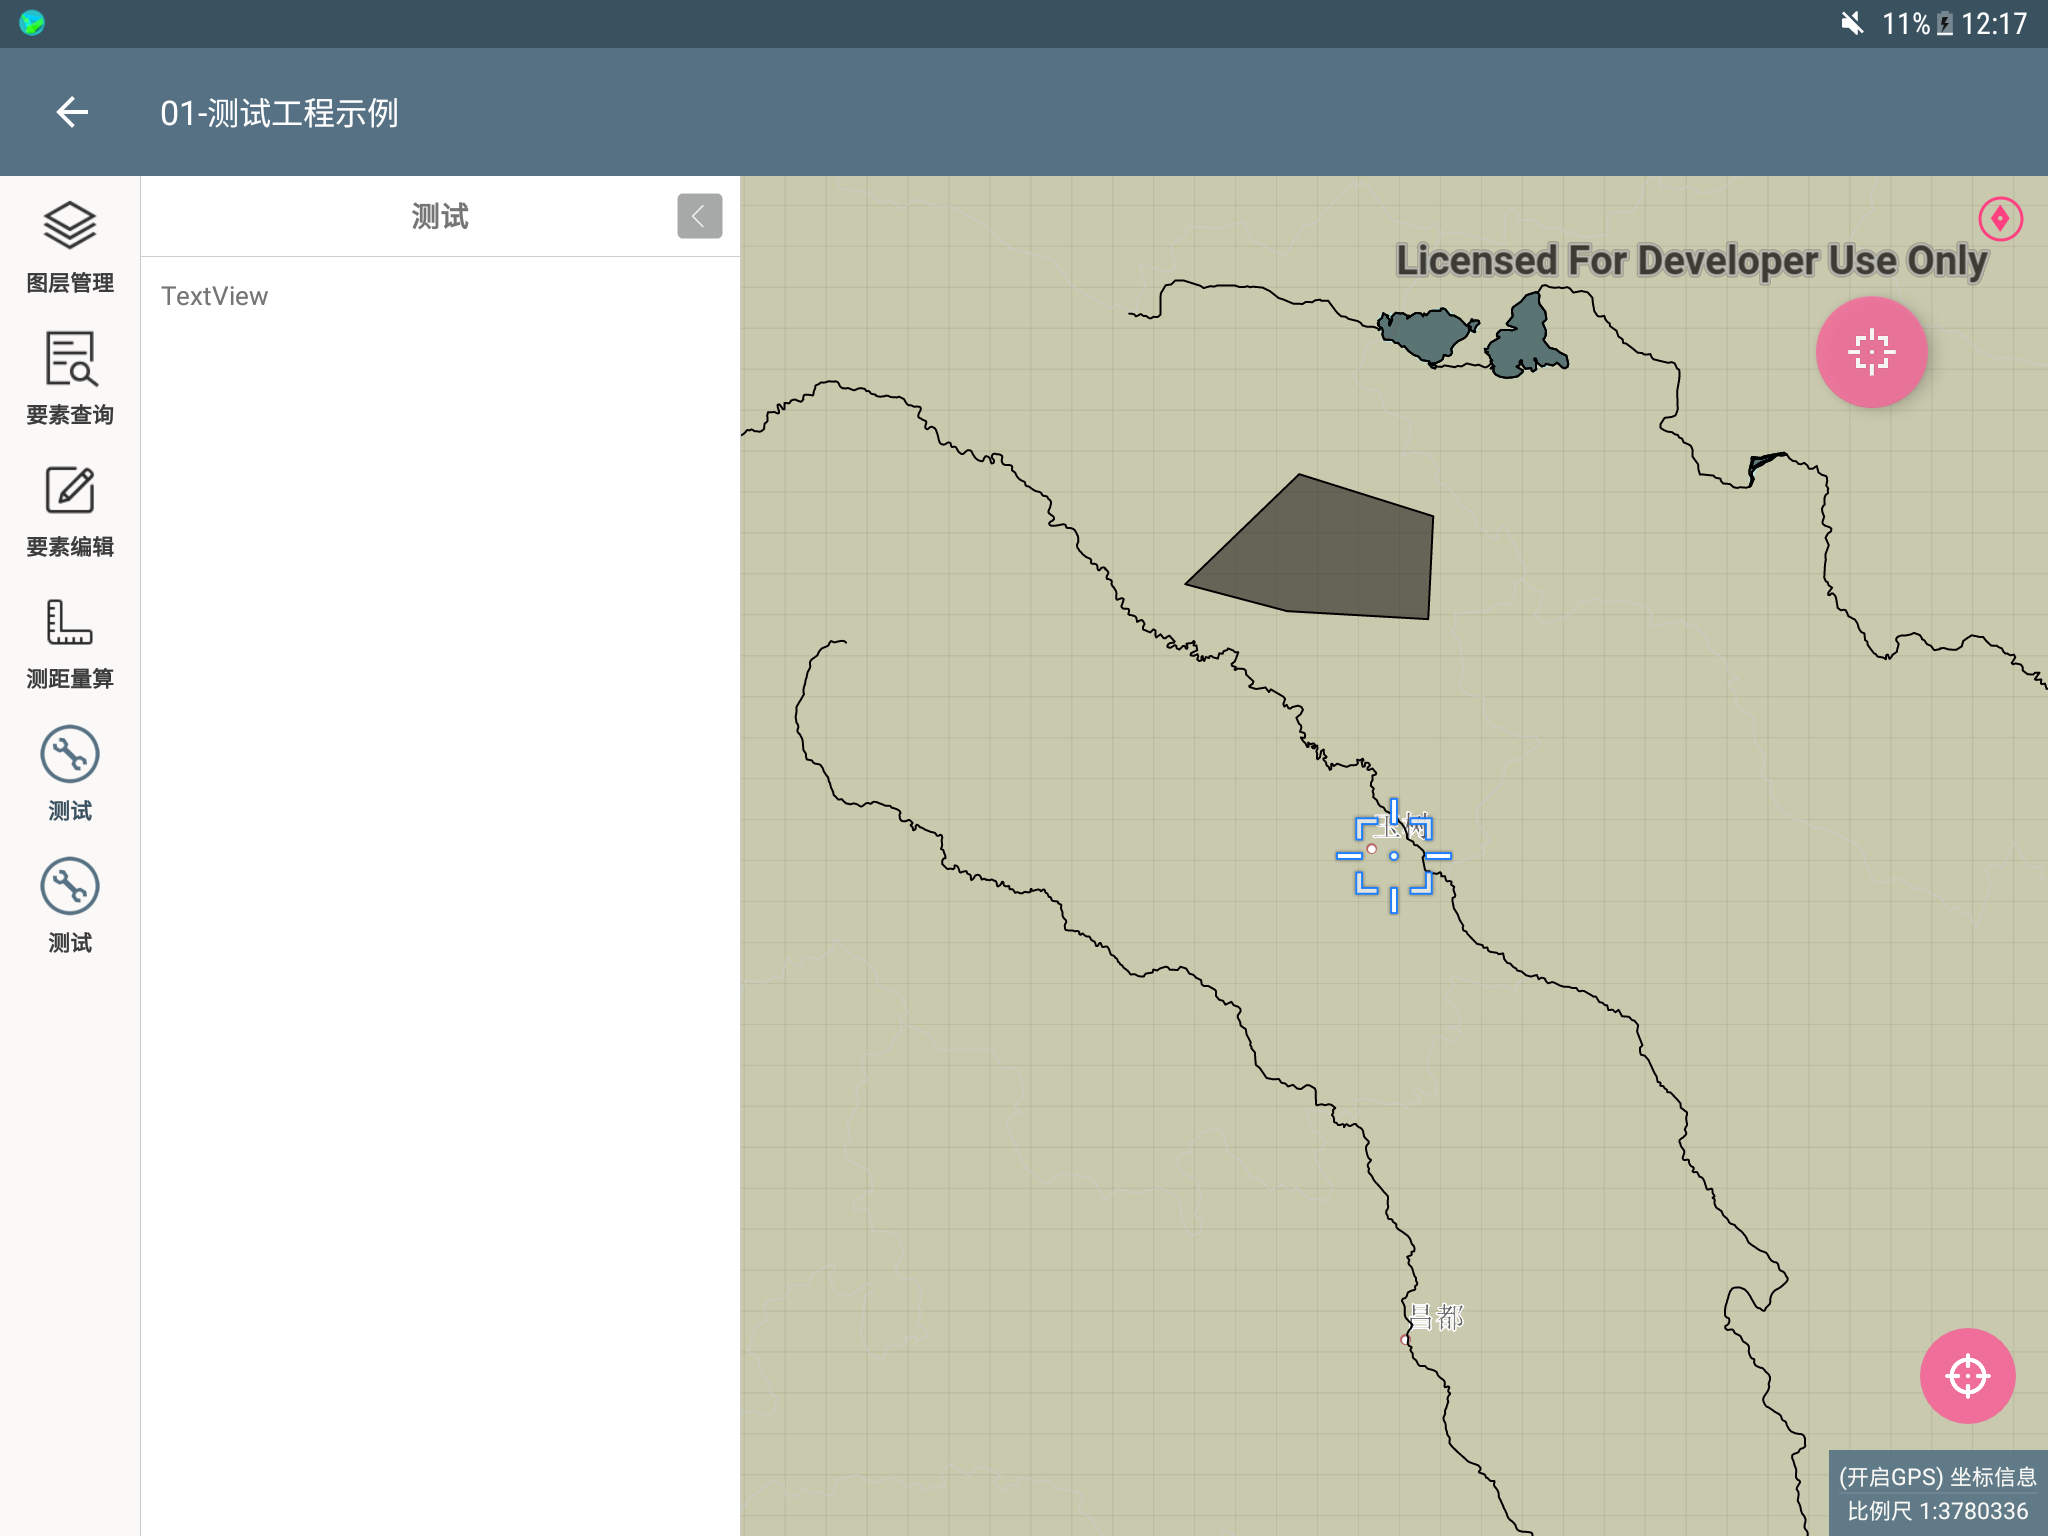 11% 12:17
01-测试工程示例
图层管理
要素查询
要素编辑
测距量算
测试
测试
测试
TextView
Licensed For Developer Use Only
玉树
昌都
(开启GPS) 坐标信息
比例尺 1:3780336